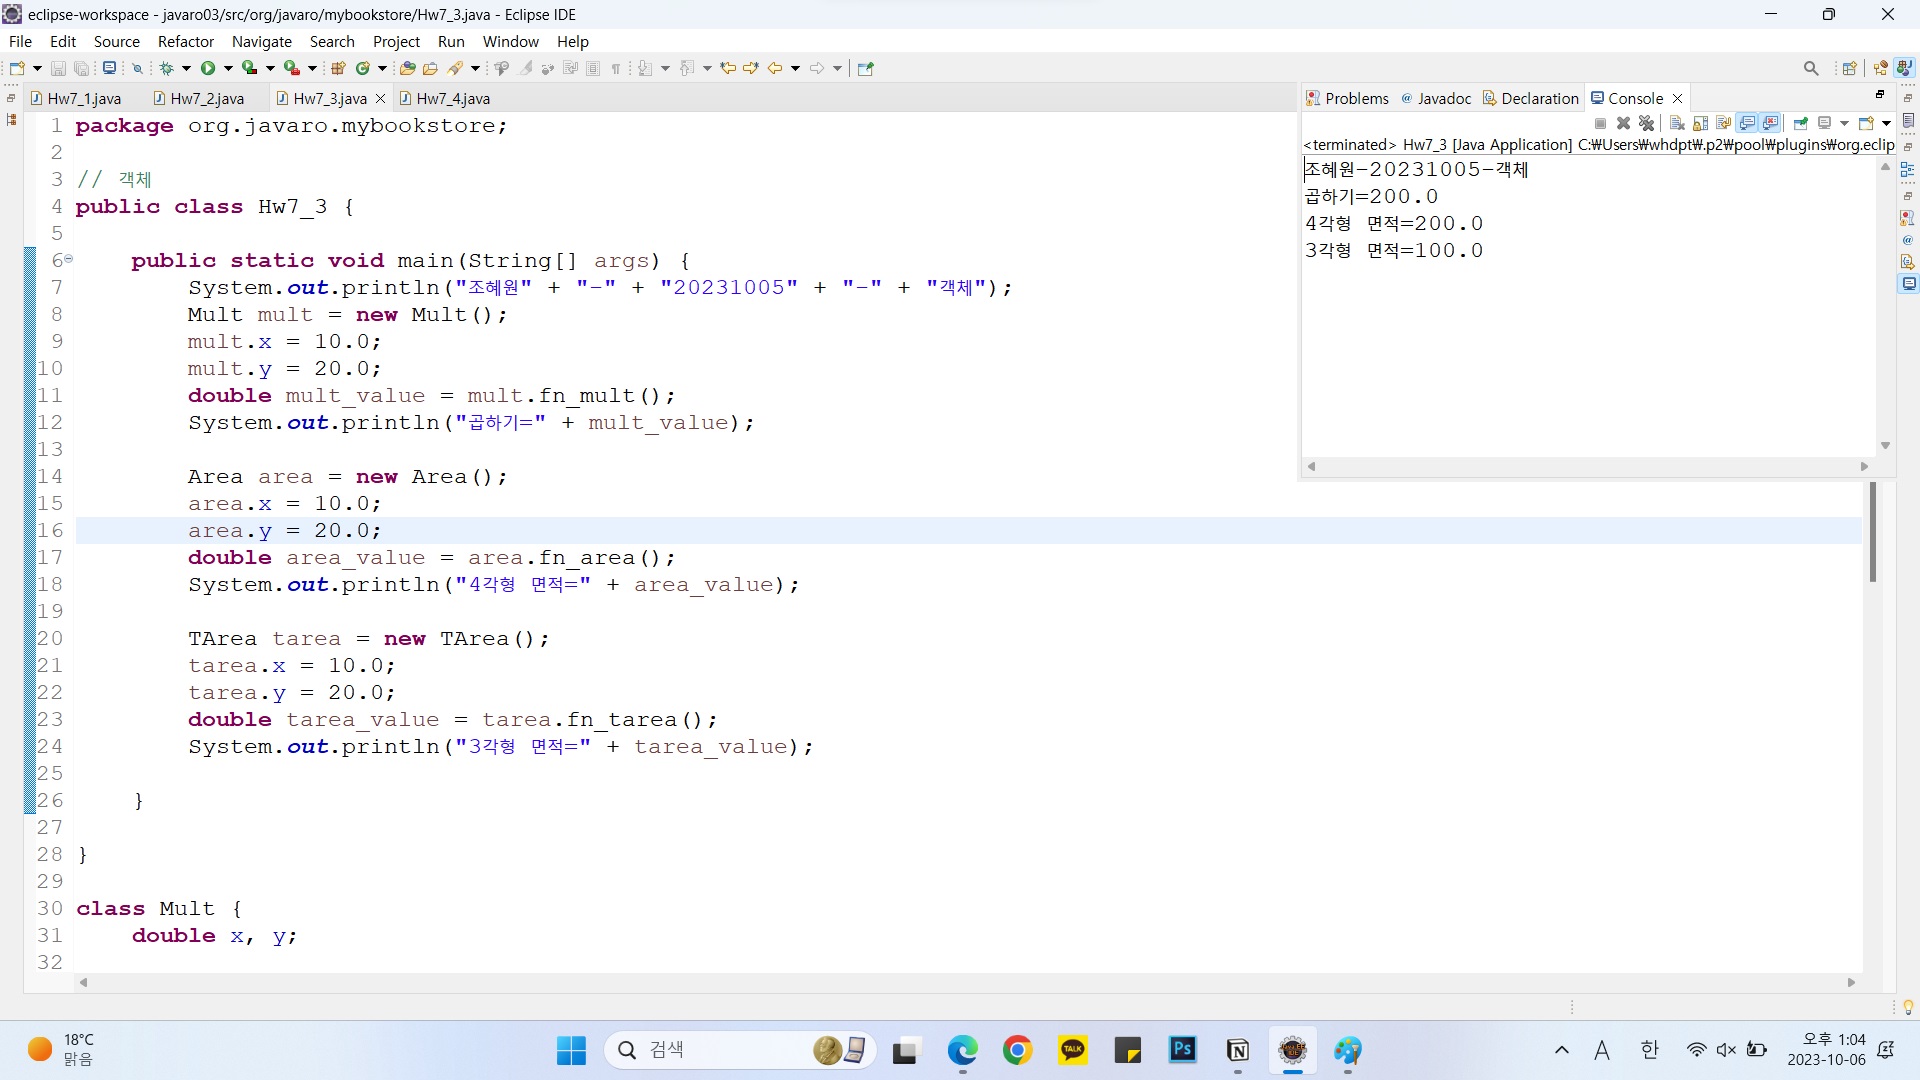 eclipse-workspace - javaro03/src/org/javaro/mybookstore/Hw7_3.java - Eclipse IDE
File Edit Source Refactor Navigate Search Project Run Window Help
Hw7_1.java Hw7_2.java Hw7_3.java Hw7_4.java
1 package org.javaro.mybookstore;
2
3 // 객체
4 public class Hw7_3 {
5
6 public static void main(String[] args) {
7 System.out.println("조혜원" + "-" + "20231005" + "-" + "객체");
8 Mult mult = new Mult();
9 mult.x = 10.0;
10 mult.y = 20.0;
11 double mult_value = mult.fn_mult();
12 System.out.println("곱하기=" + mult_value);
13
14 Area area = new Area();
15 area.x = 10.0;
16 area.y = 20.0;
17 double area_value = area.fn_area();
18 System.out.println("4각형 면적=" + area_value);
19
20 TArea tarea = new TArea();
21 tarea.x = 10.0;
22 tarea.y = 20.0;
23 double tarea_value = tarea.fn_tarea();
24 System.out.println("3각형 면적=" + tarea_value);
25
26 }
27
28 }
29
30 class Mult {
31 double x, y;
32
Problems Javadoc Declaration Console
<terminated> Hw7_3 [Java Application] C:₩Users₩whdpt₩.p2₩pool₩plugins₩org.eclip
조혜원-20231005-객체
곱하기=200.0
4각형 면적=200.0
3각형 면적=100.0
18°C
맑음
검색
TALK
Ps
A 한
오후 1:04
2023-10-06